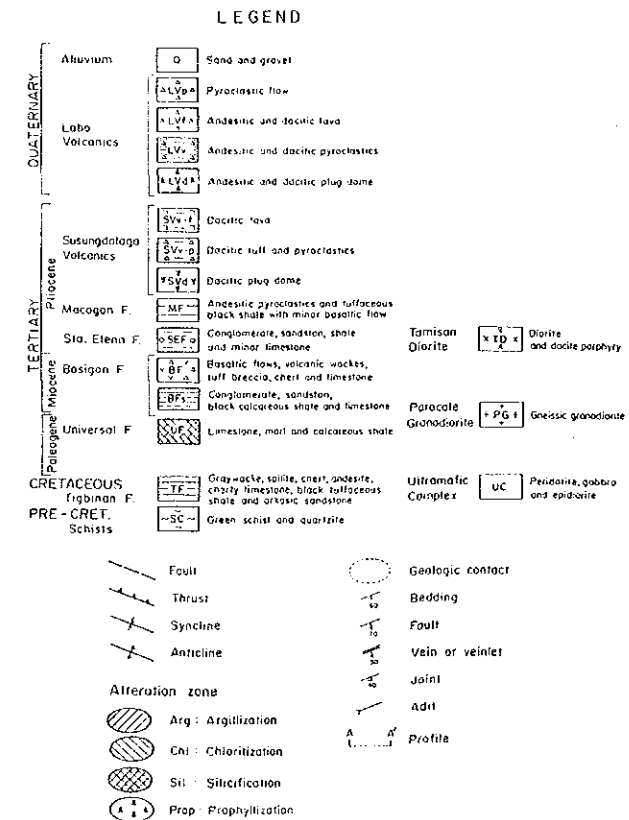 LEGEND
QUATERNARY
Alluvium
Q
Sand and gravel
Labo
Volcanics
LVp
Pyroclastic flow
LVf
Andesitic and dacitic lava
LVv
Andesitic and dacitic pyroclastics
LVd
Andesitic and dacitic plug dome
TERTIARY
Pliocene
Susungdalaga
Volcanics
SVv-f
Dacitic lava
SVv-p
Dacitic tuff and pyroclastics
SVd
Dacitic plug dome
Macogon F.
MF
Andesitic pyroclastics and tuffaceous
black shale with minor basaltic flow
Sta. Elena F.
SEF
Conglomerate, sandston, shale
and minor limestone
Tamisan
Diorite
TD
Diorite
and dacite porphyry
Miocene
Bosigon F
BF
Basaltic flows, volcanic wackes,
tuff breccia, chert and limestone
BFs
Conglomerate, sandston,
black calcareous shale and limestone
Paracale
Granodiorite
PG
Gneissic granodiorite
Paleogene
Universal F
UF
Limestone, marl and calcareous shale
CRETACEOUS
Tigbinan F.
TF
Graywacke, spilite, chert, andesite,
cherty limestone, black tuffaceous
shale and arkosic sandstone
Ultramafic
Complex
UC
Peridotite, gabbro
and epidiorite
PRE-CRET.
Schists
SC
Green schist and quartzite
Fault
Geologic contact
Thrust
Bedding
Syncline
Fault
Anticline
Vein or veinlet
Joint
Adit
A A'
Profile
Alteration zone
Arg : Argillization
Chl : Chloritization
Sil : Silicification
Prop : Prophyllization